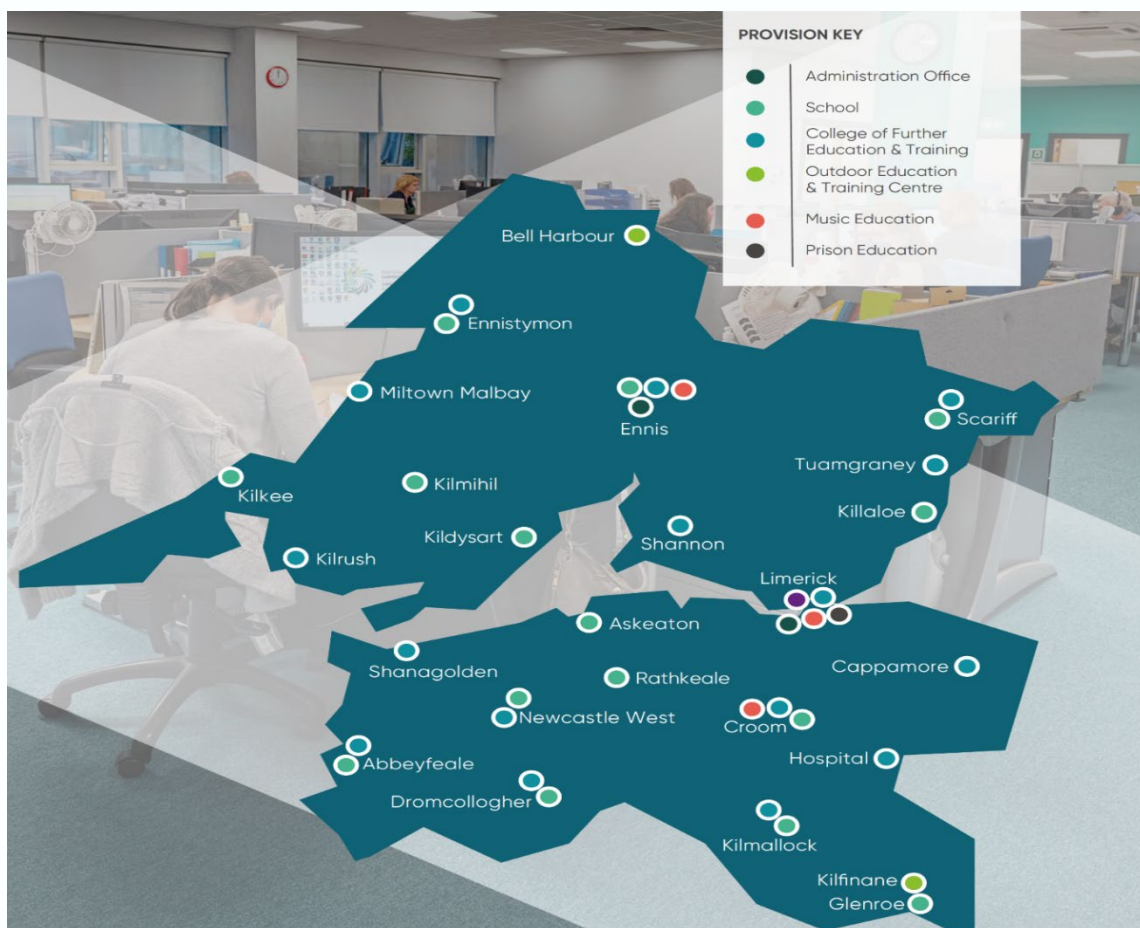 PROVISION KEY
Administration Office
School
College of Further
Education & Training
Outdoor Education
& Training Centre
Music Education
Prison Education
Bell Harbour
Ennistymon
Miltown Malbay
Ennis
Scariff
Tuamgraney
Kilkee
Kilmihil
Killaloe
Kildysart
Shannon
Kilrush
Limerick
Askeaton
Shanagolden
Cappamore
Rathkeale
Newcastle West
Croom
Abbeyfeale
Hospital
Dromcollogher
Kilmallock
Kilfinane
Glenroe